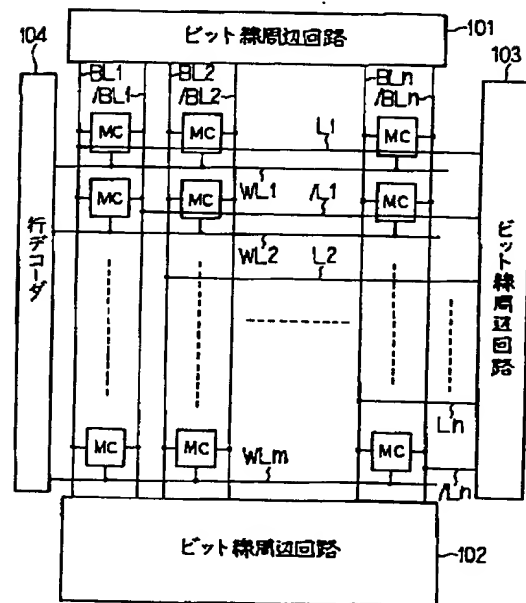 104
ビット線周辺回路
101
BL1
/BL1
BL2
/BL2
BLn
/BLn
103
MC
MC
MC
L1
WL1
MC
MC
MC
/L1
WL2
L2
行デコーダ
ビット線周辺回路
Ln
MC
MC
MC
WLm
/Ln
ビット線周辺回路
102